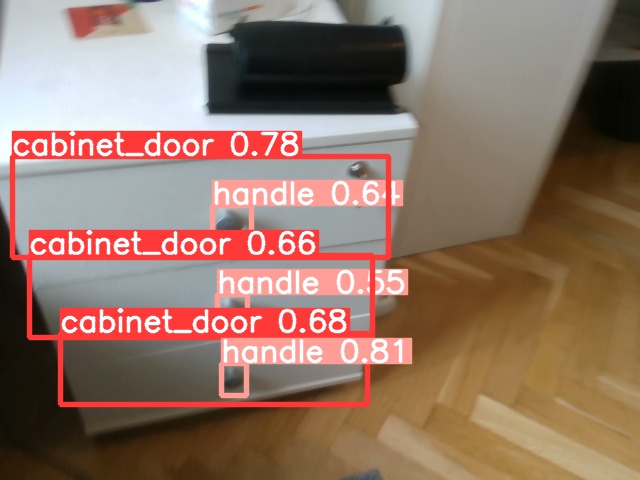 cabinet_door 0.78
handle 0.64
cabinet_door 0.66
handle 0.55
cabinet_door 0.68
handle 0.81